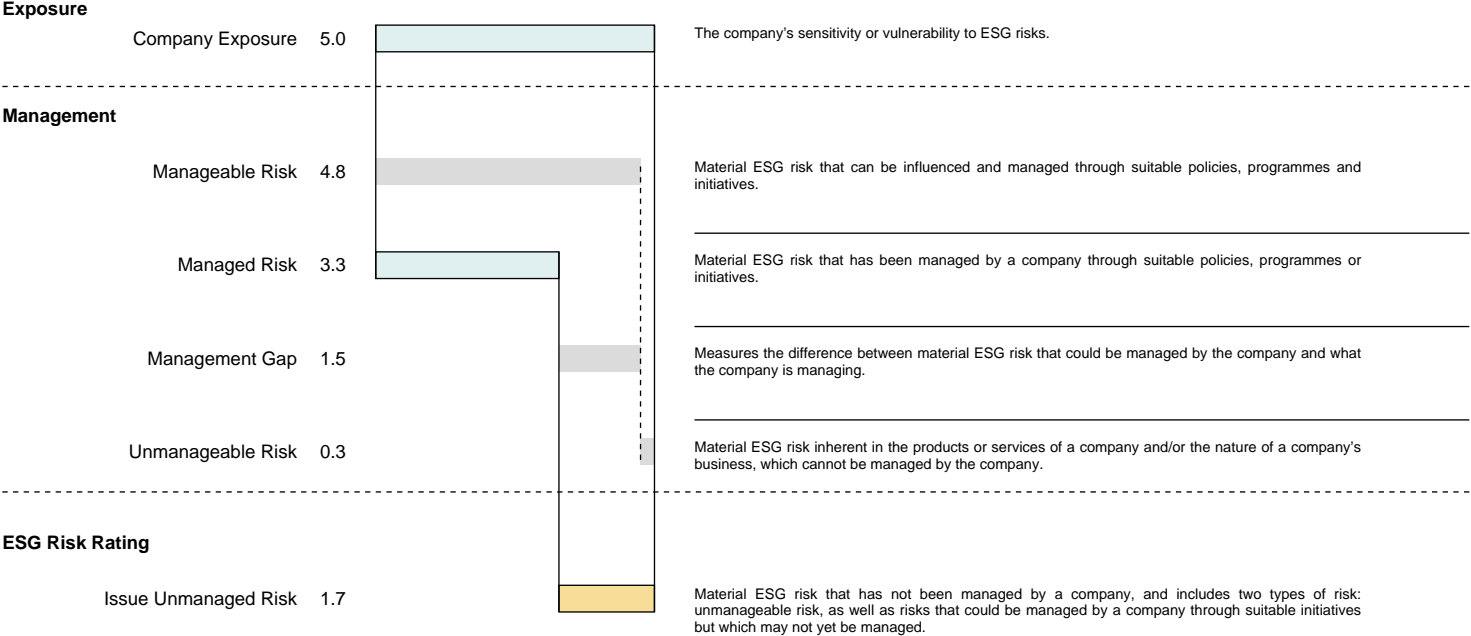 Exposure
Company Exposure 5.0
The company’s sensitivity or vulnerability to ESG risks.
Management
Manageable Risk 4.8
Material ESG risk that can be influenced and managed through suitable policies, programmes and
initiatives.
Managed Risk 3.3
Material ESG risk that has been managed by a company through suitable policies, programmes or
initiatives.
Management Gap 1.5
Measures the difference between material ESG risk that could be managed by the company and what
the company is managing.
Unmanageable Risk 0.3
Material ESG risk inherent in the products or services of a company and/or the nature of a company’s
business, which cannot be managed by the company.
ESG Risk Rating
Issue Unmanaged Risk 1.7
Material ESG risk that has not been managed by a company, and includes two types of risk:
unmanageable risk, as well as risks that could be managed by a company through suitable initiatives
but which may not yet be managed.